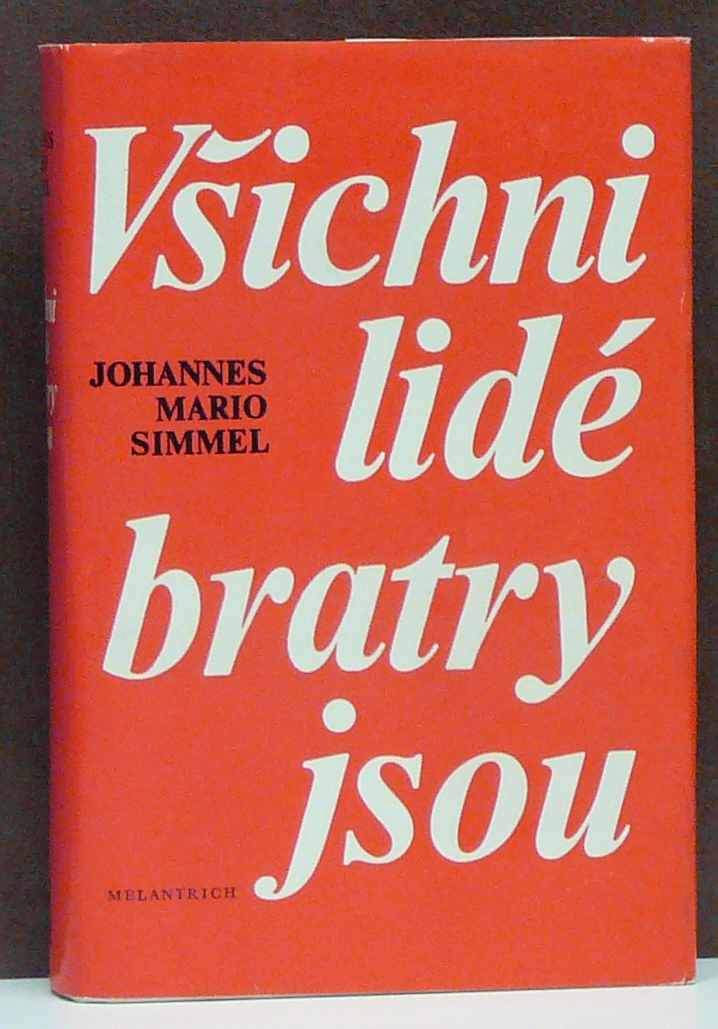 Všichni
lidé
JOHANNES
MARIO
SIMMEL
bratry
jsou
MELANTRICH